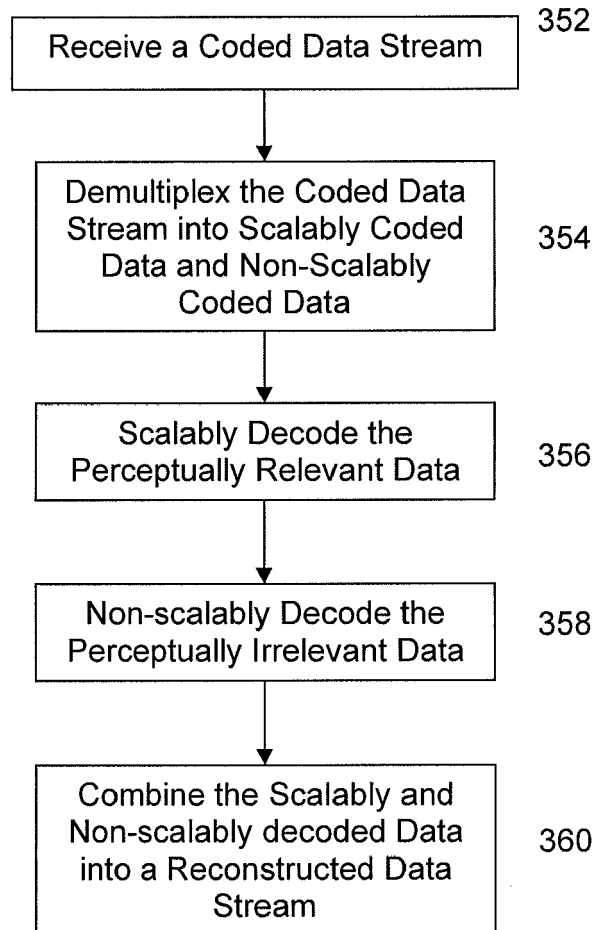 352
Receive a Coded Data Stream
Demultiplex the Coded Data
Stream into Scalably Coded
Data and Non-Scalably
Coded Data
354
Scalably Decode the
Perceptually Relevant Data
356
Non-scalably Decode the
Perceptually Irrelevant Data
358
Combine the Scalably and
Non-scalably decoded Data
into a Reconstructed Data
Stream
360